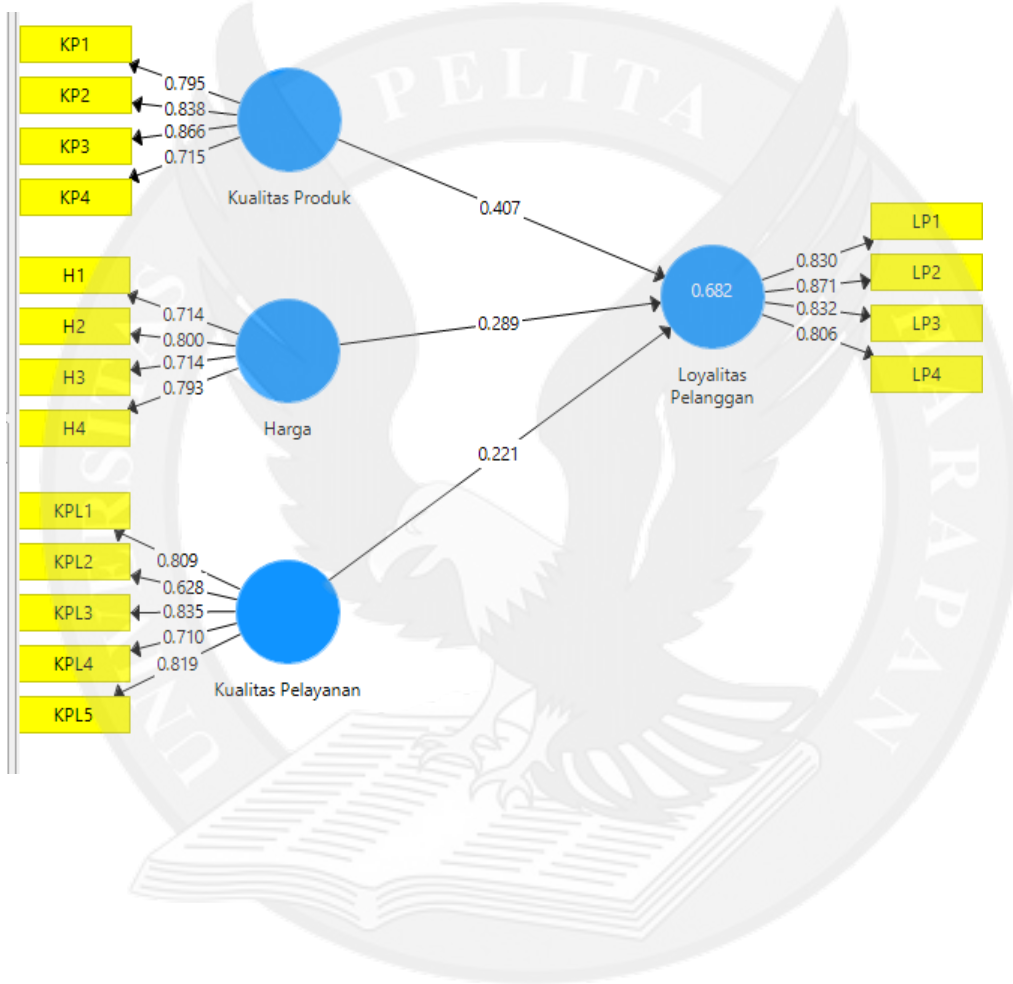 KP1
KP2
KP3
KP4
0.795
0.838
0.866
0.715
Kualitas Produk
H1
H2
H3
H4
0.714
0.800
0.714
0.793
Harga
KPL1
KPL2
KPL3
KPL4
KPL5
0.809
0.628
0.835
0.710
0.819
Kualitas Pelayanan
0.407
0.289
0.221
0.682
Loyalitas
Pelanggan
0.830
0.871
0.832
0.806
LP1
LP2
LP3
LP4
UNIVERSITAS PELITA HARAPAN